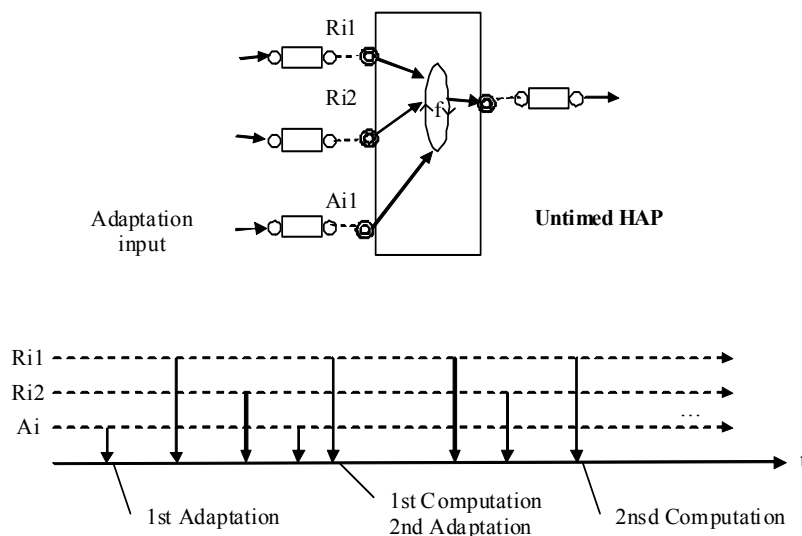 Ri1
Ri2
f
Ai1
Adaptation
input
Untimed HAP
Ri1
Ri2
Ai
...
t
1st Adaptation
1st Computation
2nd Adaptation
2nsd Computation